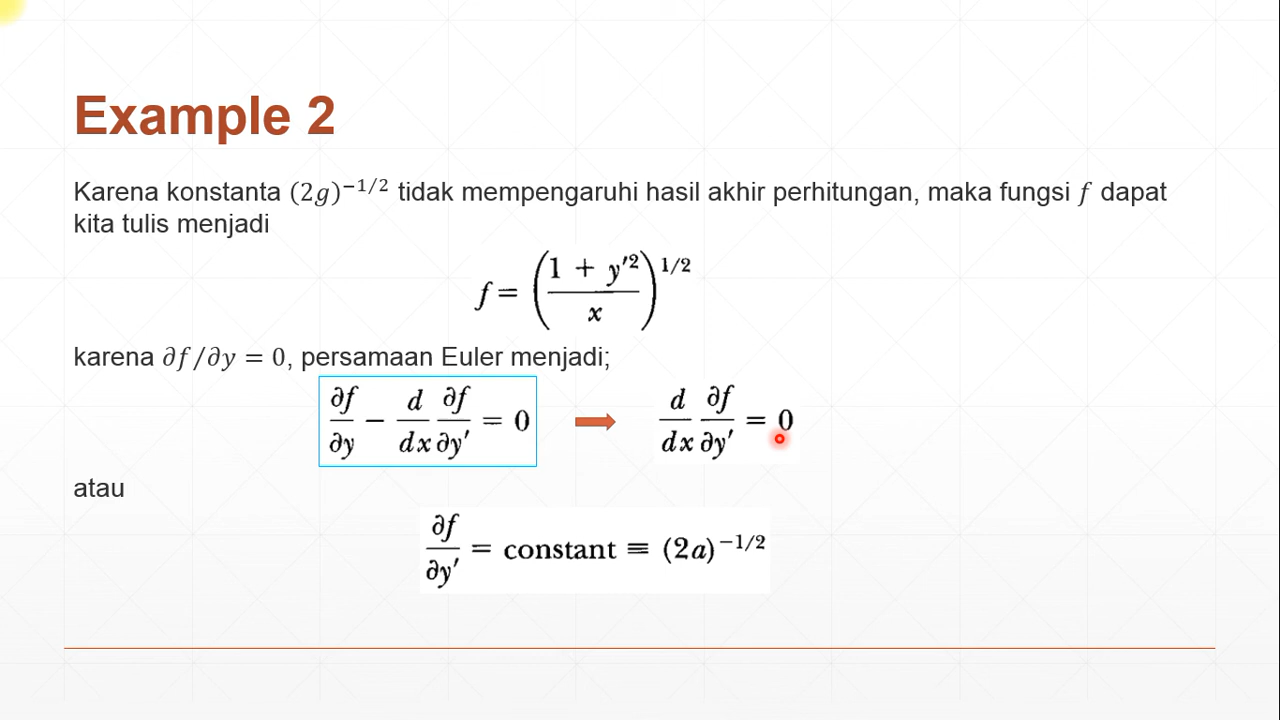 Example 2
Karena konstanta (2g)^{-1/2} tidak mempengaruhi hasil akhir perhitungan, maka fungsi f dapat
kita tulis menjadi
f = ((1 + y'^2)/x)^{1/2}
karena ∂f/∂y = 0, persamaan Euler menjadi;
∂f/∂y − d/dx ∂f/∂y' = 0 d/dx ∂f/∂y' = 0
atau
∂f/∂y' = constant ≡ (2a)^{−1/2}